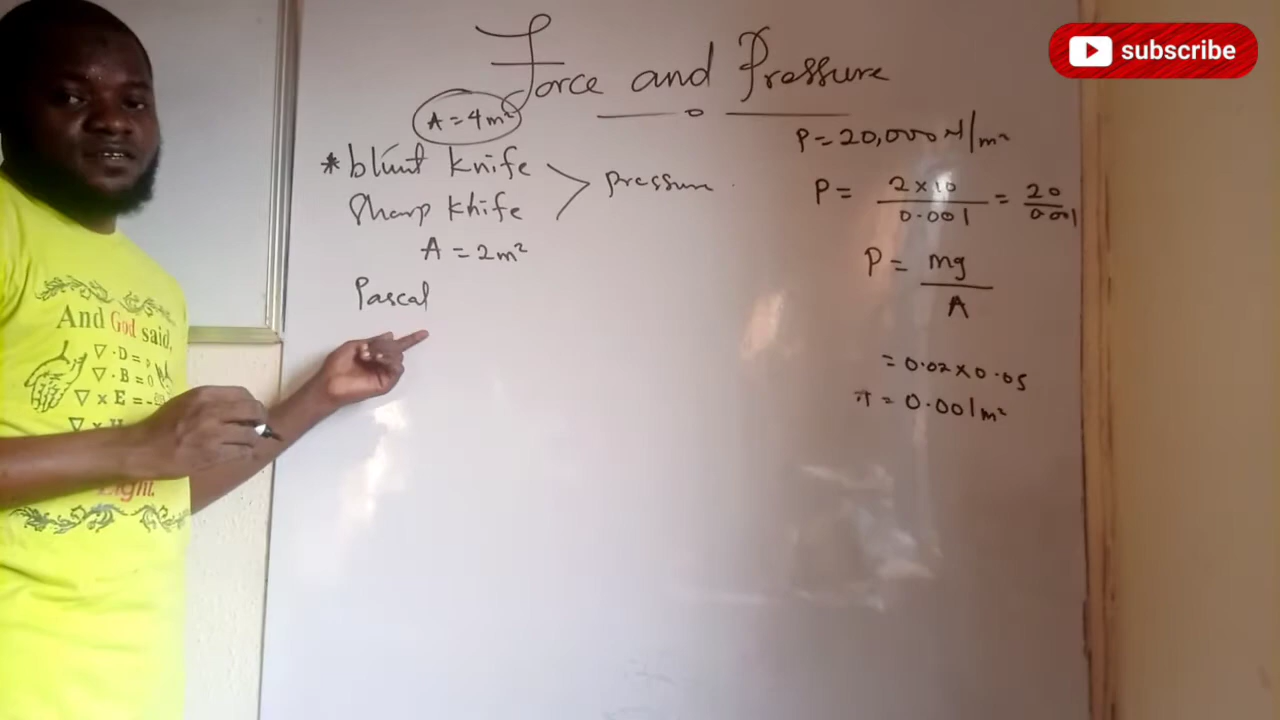 subscribe
Force and Pressure
A = 4m²
* blunt knife
Sharp knife
pressure
A = 2m²
Pascal
P = 20,000 N/m²
P = 2 x 10 / 0.001 = 20 / 0.001
P = mg / A
= 0.02 x 0.05
A = 0.001m²
And God said,
∇ · D = ρ
∇ · B = 0
∇ x E = -
∇ x H
Light.